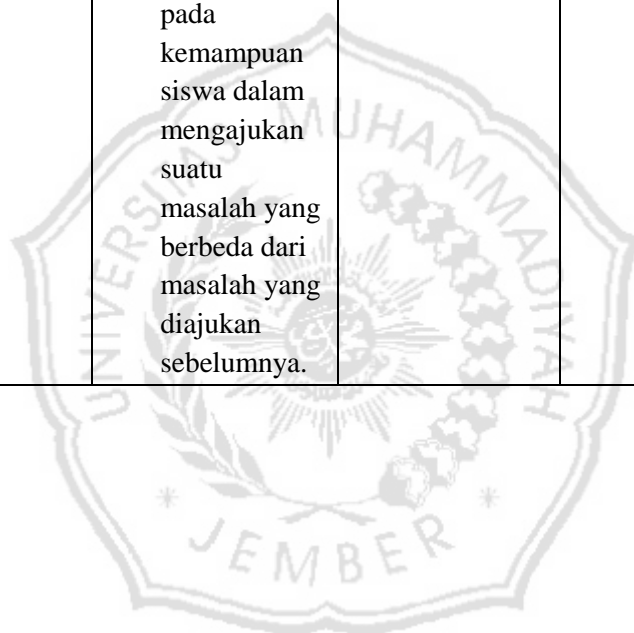 pada
kemampuan
siswa dalam
mengajukan
suatu
masalah yang
berbeda dari
masalah yang
diajukan
sebelumnya.
UNIVERSITAS MUHAMMADIYAH
JEMBER